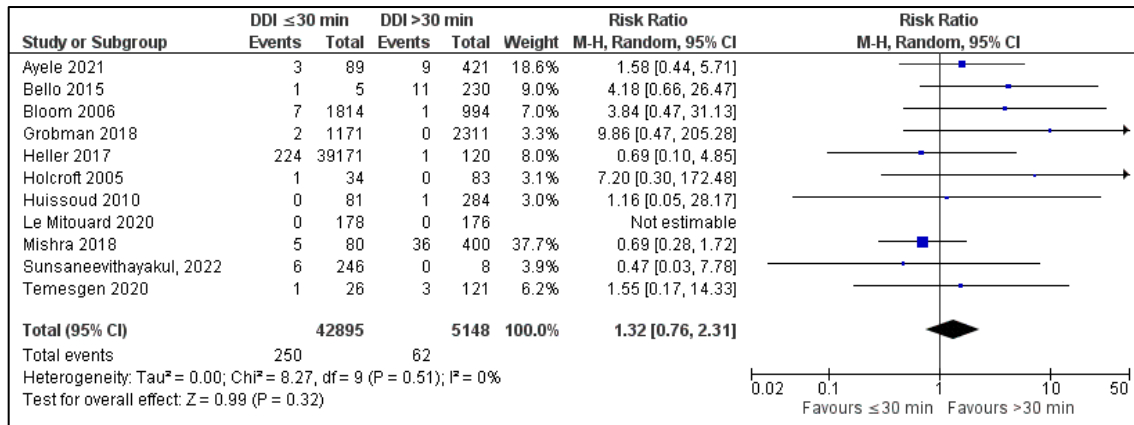 DDI ≤30 min DDI >30 min Risk Ratio Risk Ratio
Study or Subgroup Events Total Events Total Weight M-H, Random, 95% CI M-H, Random, 95% CI
Ayele 2021 3 89 9 421 18.6% 1.58 [0.44, 5.71]
Bello 2015 1 5 11 230 9.0% 4.18 [0.66, 26.47]
Bloom 2006 7 1814 1 994 7.0% 3.84 [0.47, 31.13]
Grobman 2018 2 1171 0 2311 3.3% 9.86 [0.47, 205.28]
Heller 2017 224 39171 1 120 8.0% 0.69 [0.10, 4.85]
Holcroft 2005 1 34 0 83 3.1% 7.20 [0.30, 172.48]
Huissoud 2010 0 81 1 284 3.0% 1.16 [0.05, 28.17]
Le Mitouard 2020 0 178 0 176 Not estimable
Mishra 2018 5 80 36 400 37.7% 0.69 [0.28, 1.72]
Sunsaneevithayakul, 2022 6 246 0 8 3.9% 0.47 [0.03, 7.78]
Temesgen 2020 1 26 3 121 6.2% 1.55 [0.17, 14.33]
Total (95% CI) 42895 5148 100.0% 1.32 [0.76, 2.31]
Total events 250 62
Heterogeneity: Tau² = 0.00; Chi² = 8.27, df = 9 (P = 0.51); I² = 0%
Test for overall effect: Z = 0.99 (P = 0.32)
0.02 0.1 1 10 50
Favours ≤30 min Favours >30 min